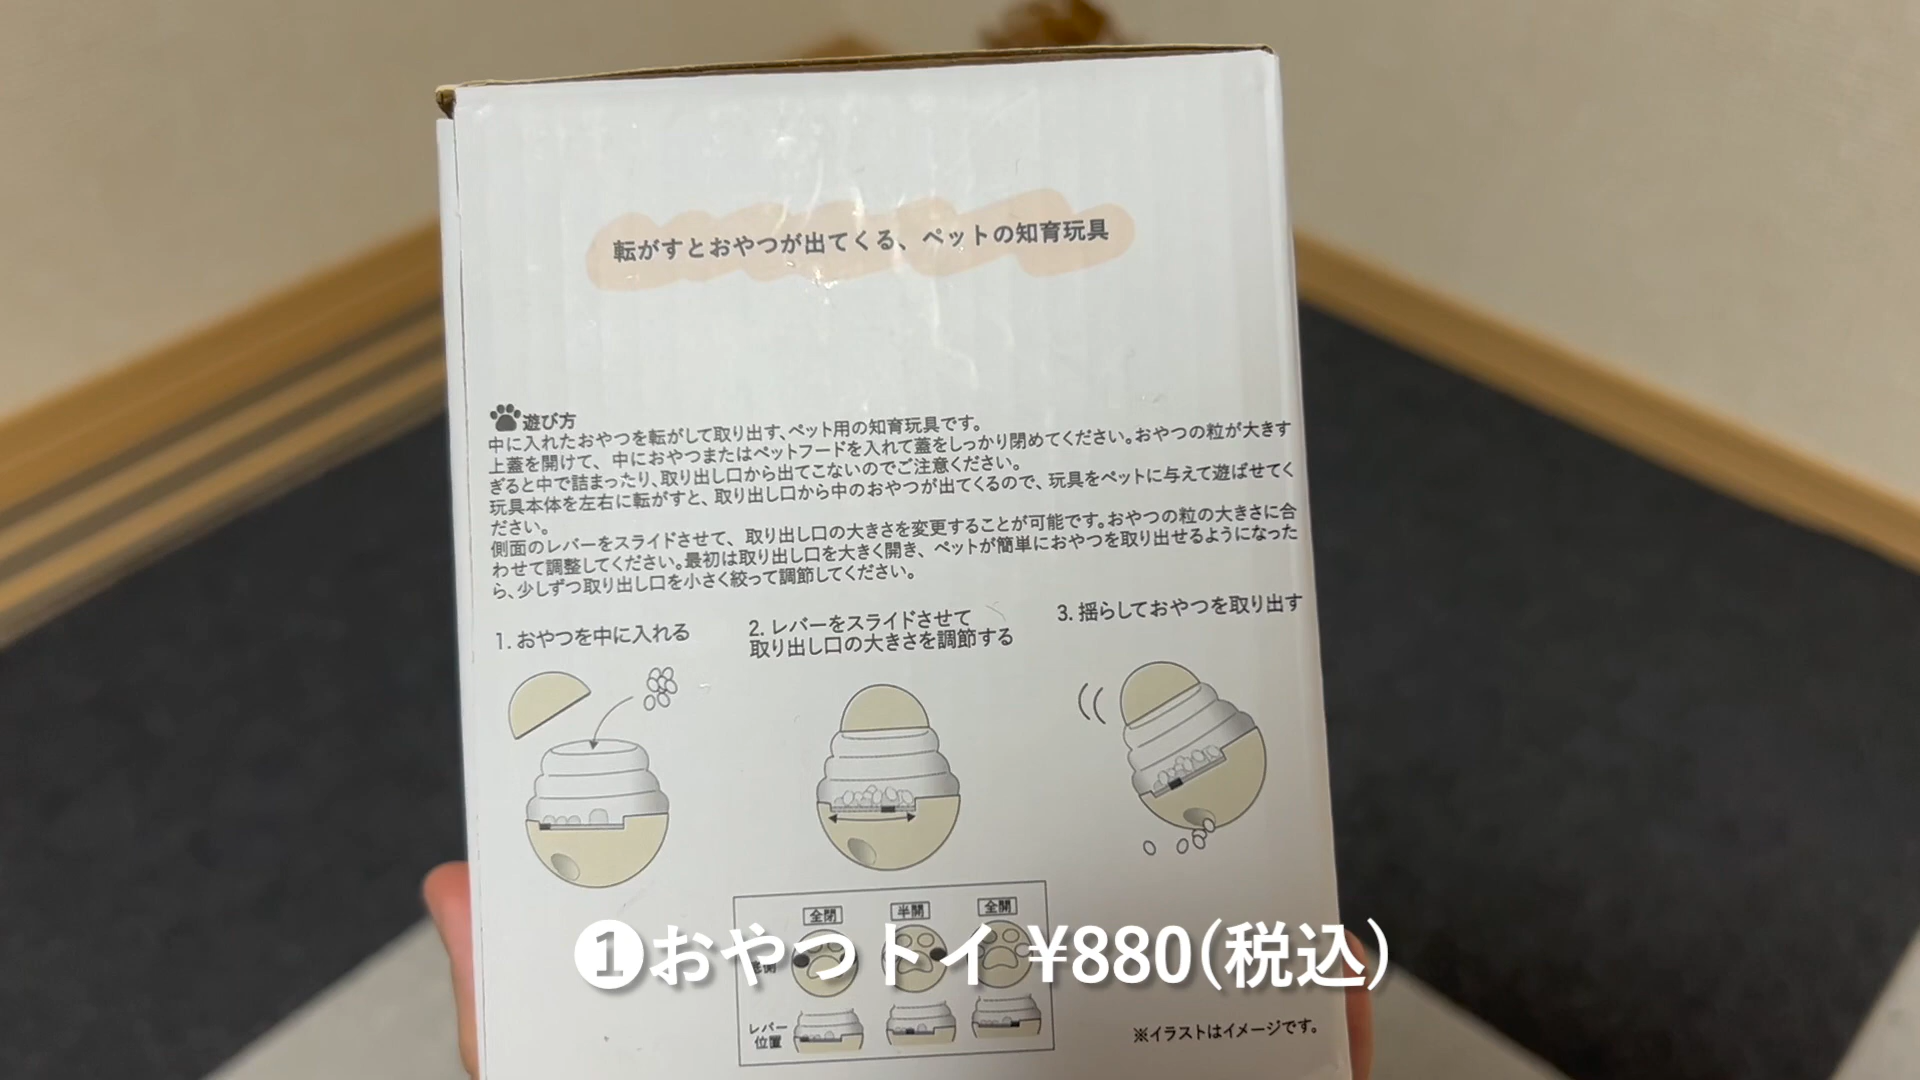 転がすとおやつが出てくる、ペットの知育玩具
遊び方
中に入れたおやつを転がして取り出す、ペット用の知育玩具です。
上蓋を開けて、中におやつまたはペットフードを入れて蓋をしっかり閉めてください。おやつの粒が大きす
ぎると中で詰まったり、取り出し口から出てこないのでご注意ください。
玩具本体を左右に転がすと、取り出し口から中のおやつが出てくるので、玩具をペットに与えて遊ばせてく
ださい。
側面のレバーをスライドさせて、取り出し口の大きさを変更することが可能です。おやつの粒の大きさに合
わせて調整してください。最初は取り出し口を大きく開き、ペットが簡単におやつを取り出せるようになった
ら、少しずつ取り出し口を小さく絞って調節してください。
1. おやつを中に入れる
2. レバーをスライドさせて
取り出し口の大きさを調節する
3. 揺らしておやつを取り出す
全閉 半開 全開
❶おやつトイ ¥880(税込)
レバー
位置
※イラストはイメージです。